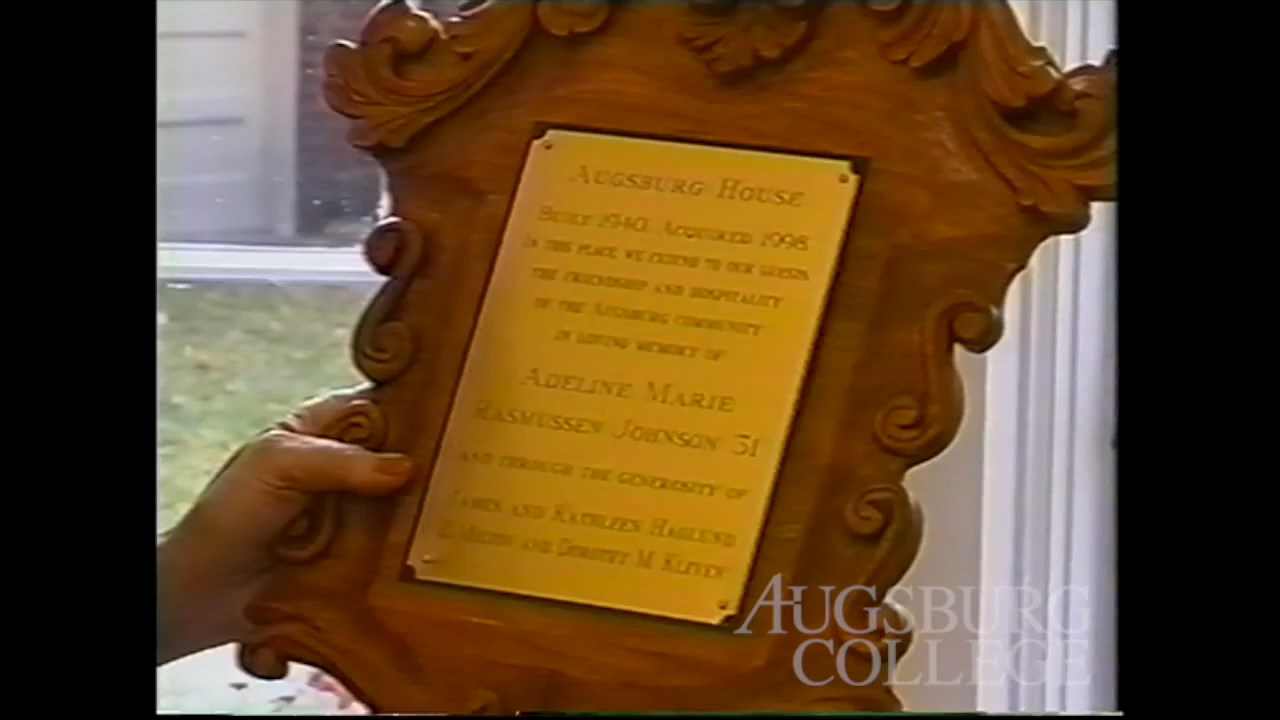 AUGSBURG HOUSE
BUILT 1940. ACQUIRED 1998
IN THIS PLACE WE EXTEND TO OUR GUESTS
THE FRIENDSHIP AND HOSPITALITY
OF THE AUGSBURG COMMUNITY
IN LOVING MEMORY OF
ADELINE MARIE
RASMUSSEN JOHNSON '31
AND THROUGH THE GENEROSITY OF
JAMES AND KATHLEEN HAGLUND
MILTON AND DOROTHY M KLEVEN
AUGSBURG
COLLEGE